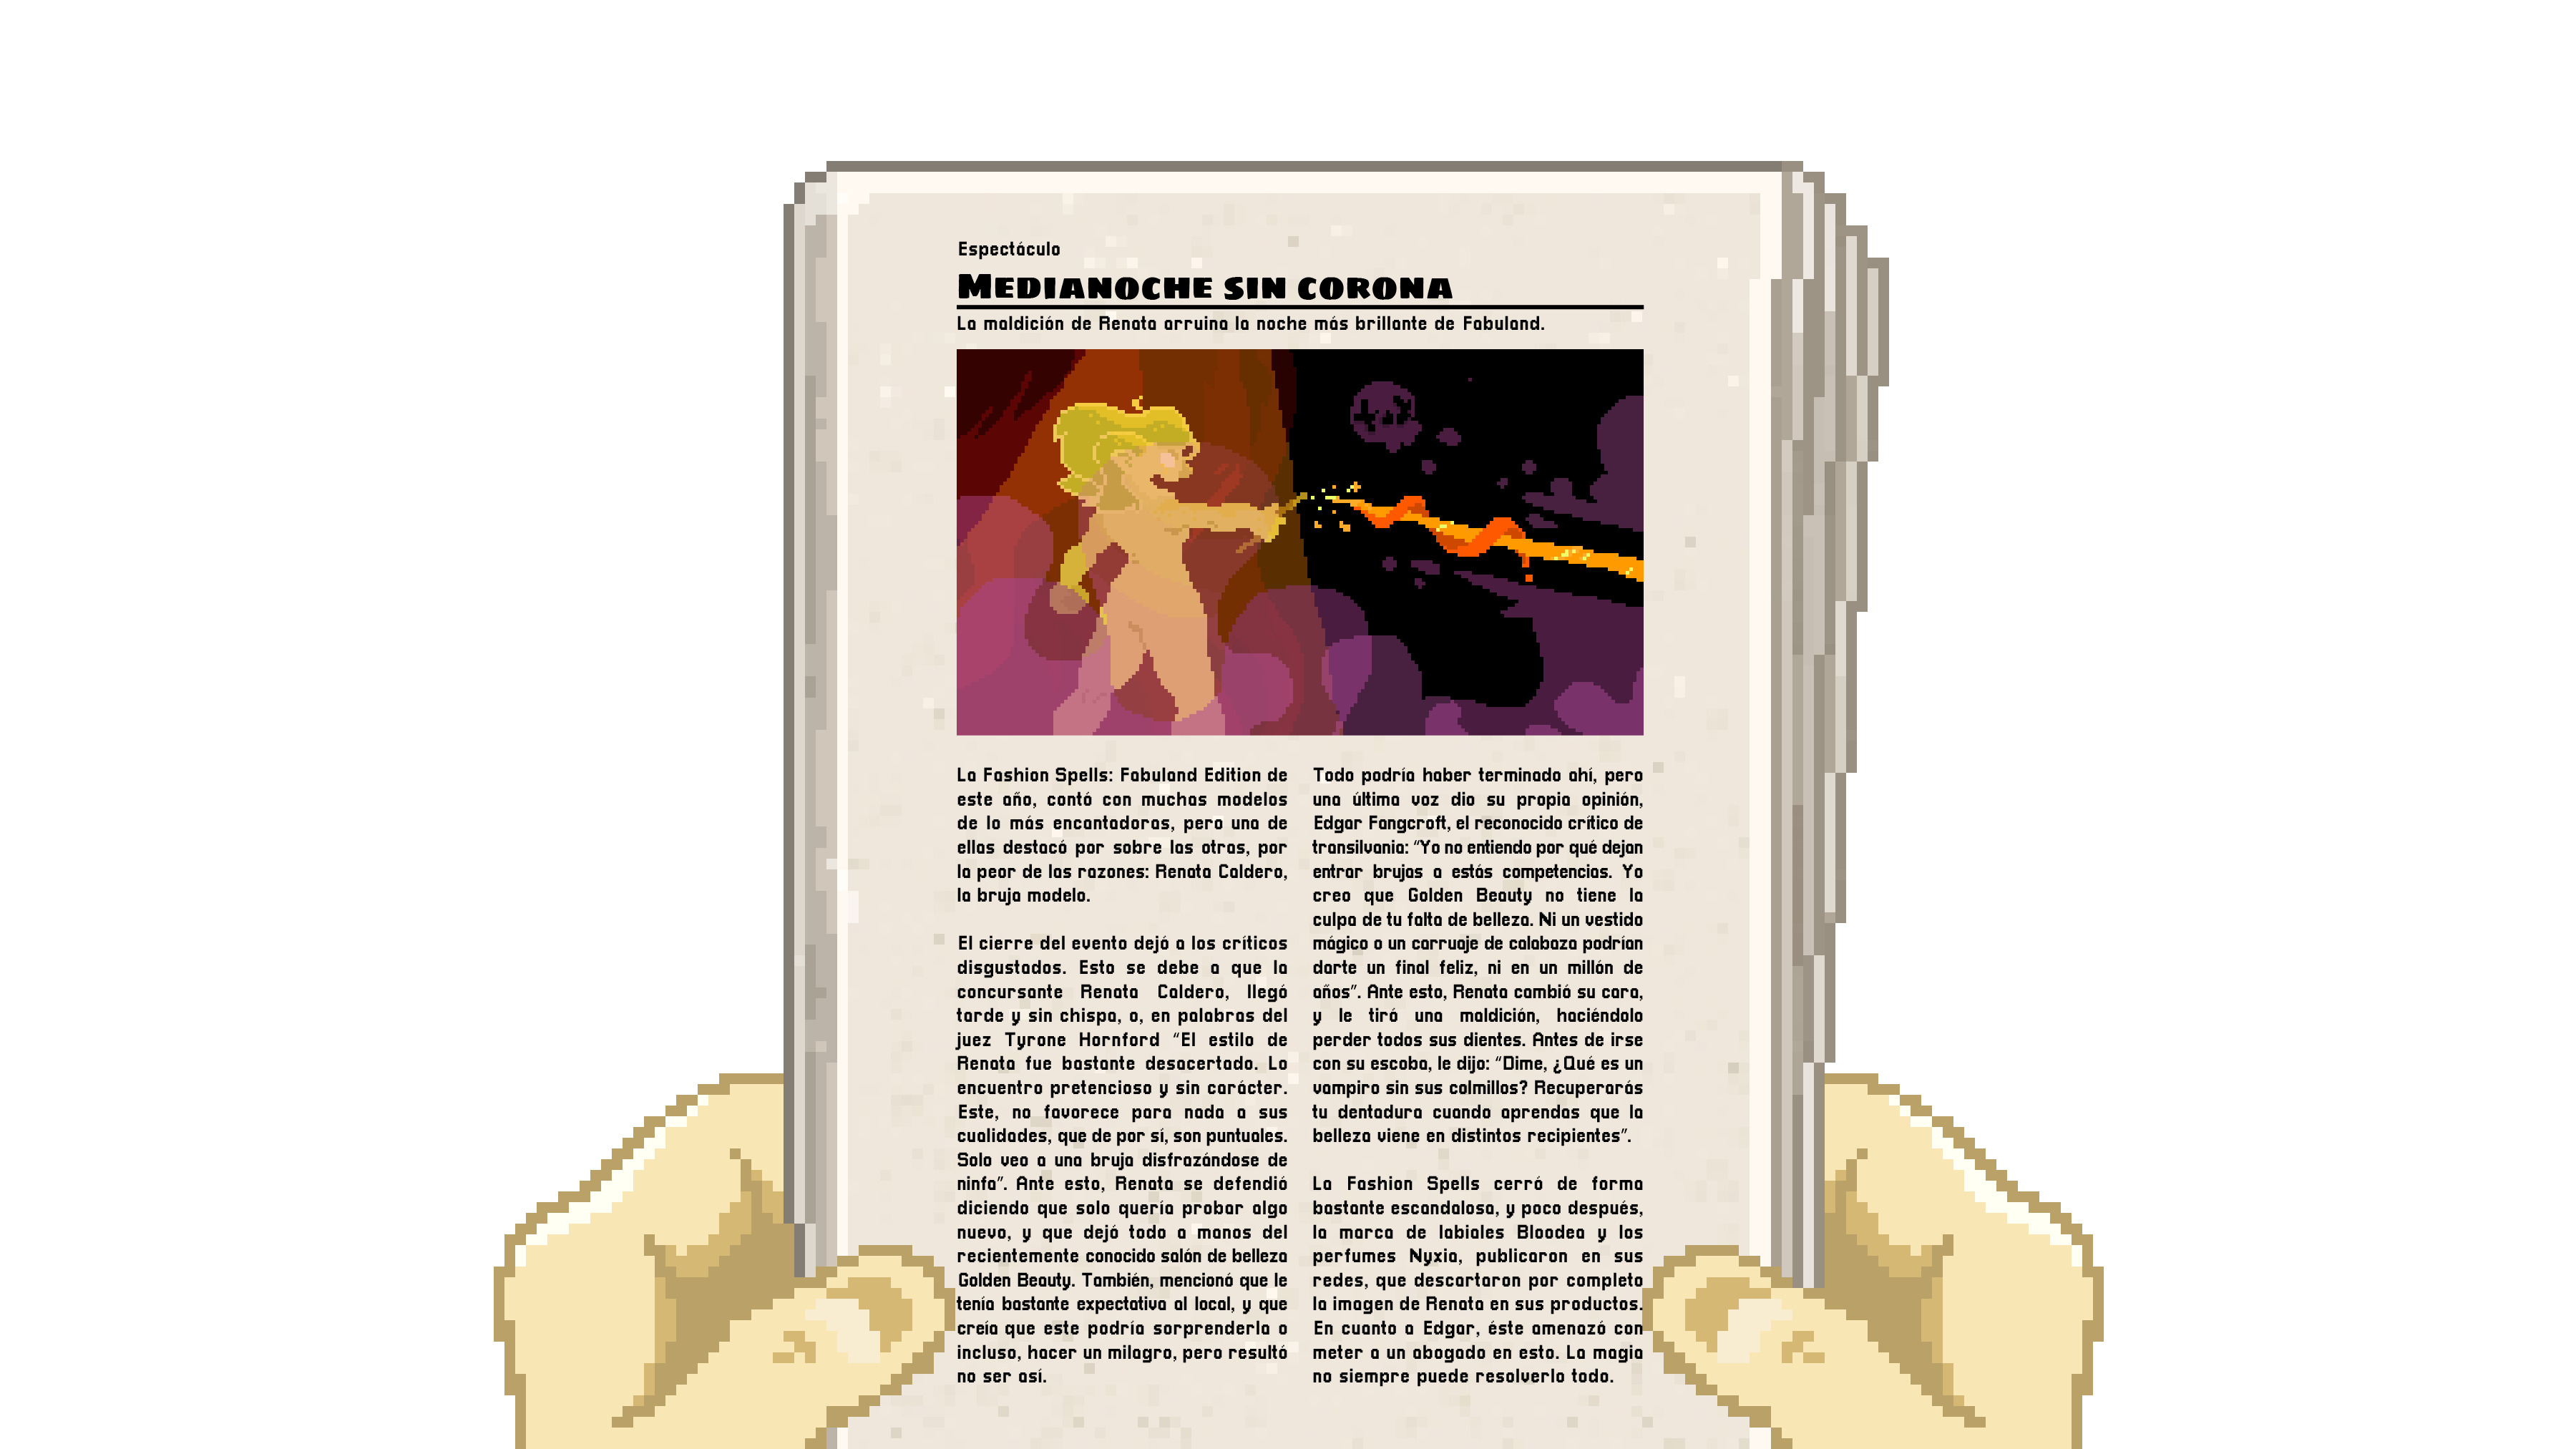 Espectáculo
MEDIANOCHE SIN CORONA
La maldición de Renata arruina la noche más brillante de Fabuland.
La Fashion Spells: Fabuland Edition de
este año, contó con muchas modelos
de lo más encantadoras, pero una de
ellas destacó por sobre las otras, por
la peor de las razones: Renata Caldero,
la bruja modelo.
El cierre del evento dejó a los críticos
disgustados. Esto se debe a que la
concursante Renata Caldero, llegó
tarde y sin chispa, o, en palabras del
juez Tyrone Hornford “El estilo de
Renata fue bastante desacertado. Lo
encuentro pretencioso y sin carácter.
Este, no favorece para nada a sus
cualidades, que de por sí, son puntuales.
Solo veo a una bruja disfrazándose de
ninfa”. Ante esto, Renata se defendió
diciendo que solo quería probar algo
nuevo, y que dejó todo a manos del
recientemente conocido salón de belleza
Golden Beauty. También, mencionó que le
tenía bastante expectativa al local, y que
creía que este podría sorprenderla o
incluso, hacer un milagro, pero resultó
no ser así.
Todo podría haber terminado ahí, pero
una última voz dio su propia opinión,
Edgar Fangcroft, el reconocido crítico de
transilvania: “Yo no entiendo por qué dejan
entrar brujas a estás competencias. Yo
creo que Golden Beauty no tiene la
culpa de tu falta de belleza. Ni un vestido
mágico o un carruaje de calabaza podrían
darte un final feliz, ni en un millón de
años”. Ante esto, Renata cambió su cara,
y le tiró una maldición, haciéndolo
perder todos sus dientes. Antes de irse
con su escoba, le dijo: “Dime, ¿Qué es un
vampiro sin sus colmillos? Recuperarás
tu dentadura cuando aprendas que la
belleza viene en distintos recipientes”.
La Fashion Spells cerró de forma
bastante escandalosa, y poco después,
la marca de labiales Bloodea y los
perfumes Nyxia, publicaron en sus
redes, que descartaron por completo
la imagen de Renata en sus productos.
En cuanto a Edgar, éste amenazó con
meter a un abogado en esto. La magia
no siempre puede resolverlo todo.